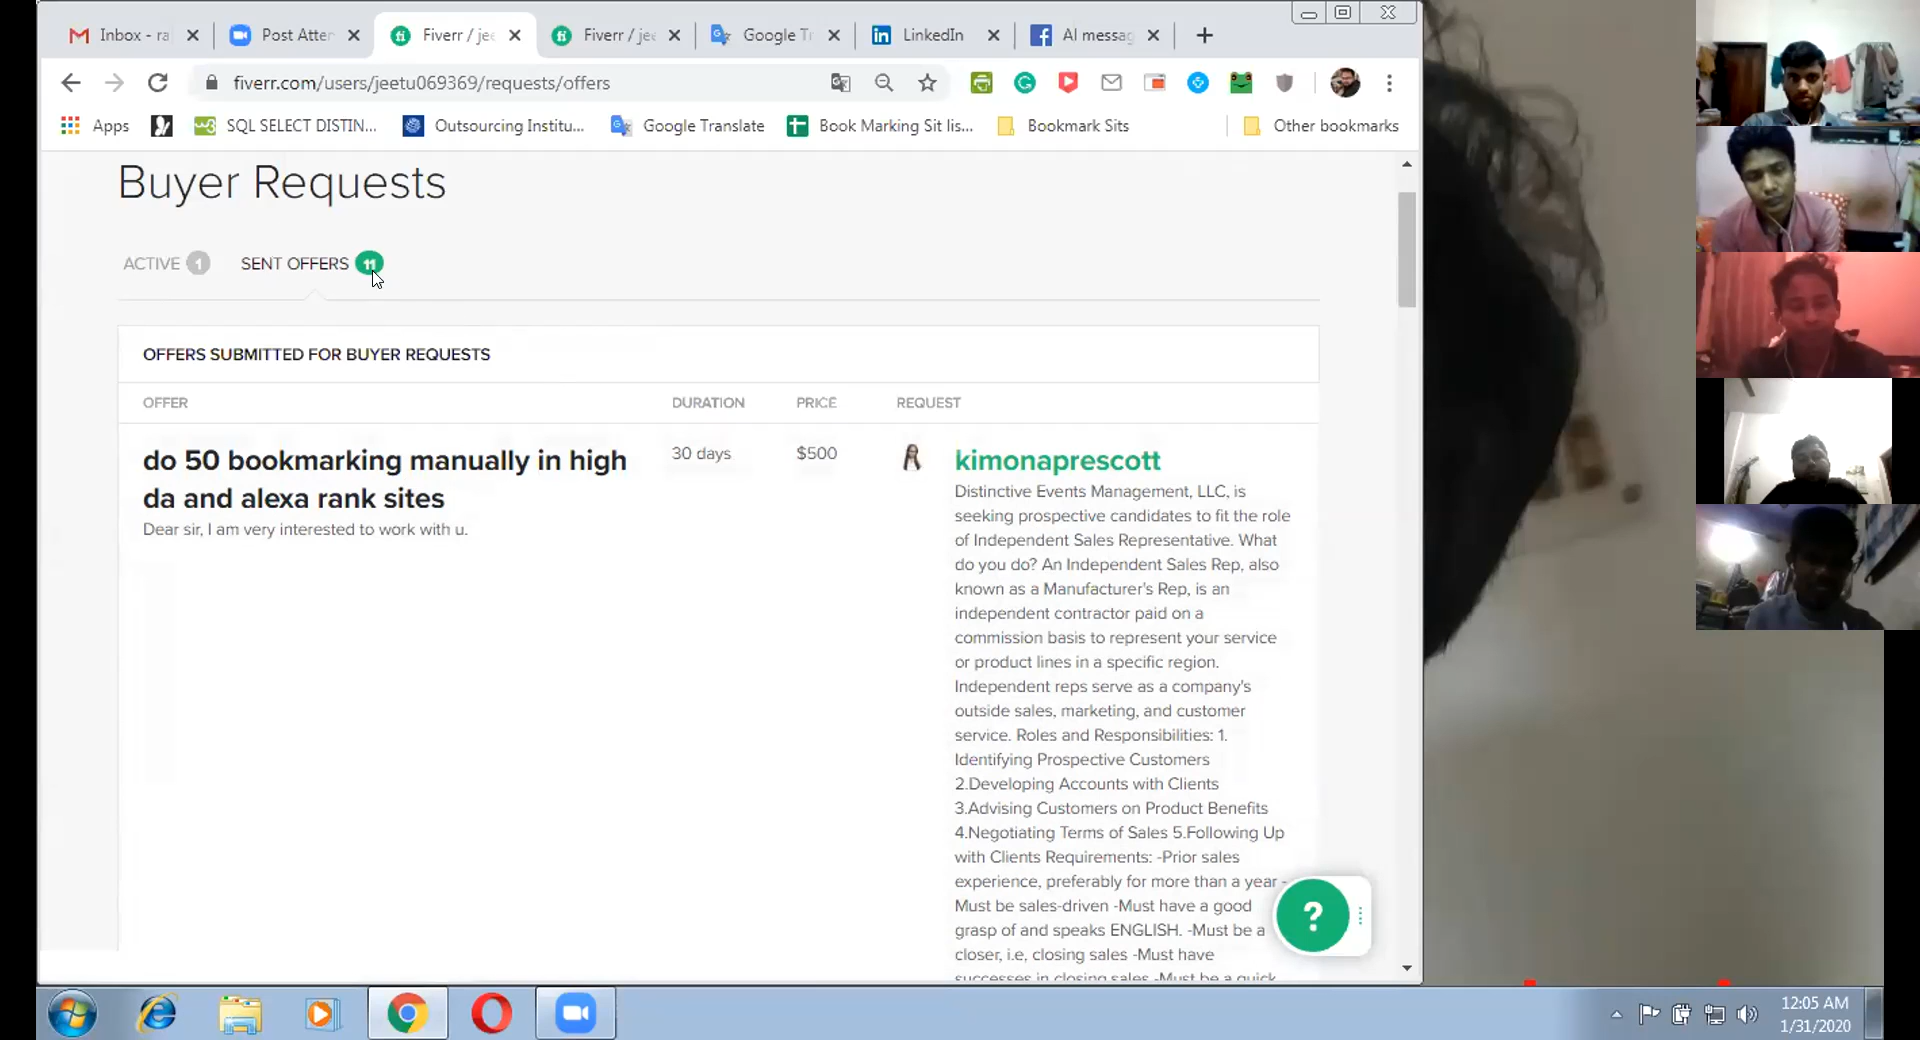 Inbox - ra
Post Atter
Fiverr / jee
Fiverr / jee
Google Tr
LinkedIn
AI messag
fiverr.com/users/jeetu069369/requests/offers
Apps
SQL SELECT DISTIN...
Outsourcing Institu...
Google Translate
Book Marking Sit lis...
Bookmark Sits
Other bookmarks
Buyer Requests
ACTIVE 1
SENT OFFERS 11
OFFERS SUBMITTED FOR BUYER REQUESTS
OFFER DURATION PRICE REQUEST
do 50 bookmarking manually in high
da and alexa rank sites
Dear sir, I am very interested to work with u.
30 days
$500
kimonaprescott
Distinctive Events Management, LLC, is
seeking prospective candidates to fit the role
of Independent Sales Representative. What
do you do? An Independent Sales Rep, also
known as a Manufacturer's Rep, is an
independent contractor paid on a
commission basis to represent your service
or product lines in a specific region.
Independent reps serve as a company's
outside sales, marketing, and customer
service. Roles and Responsibilities: 1.
Identifying Prospective Customers
2.Developing Accounts with Clients
3.Advising Customers on Product Benefits
4.Negotiating Terms of Sales 5.Following Up
with Clients Requirements: -Prior sales
experience, preferably for more than a year -
Must be sales-driven -Must have a good
grasp of and speaks ENGLISH. -Must be a
closer, i.e, closing sales -Must have
successes in closing sales -Must be a quick
?
12:05 AM
1/31/2020